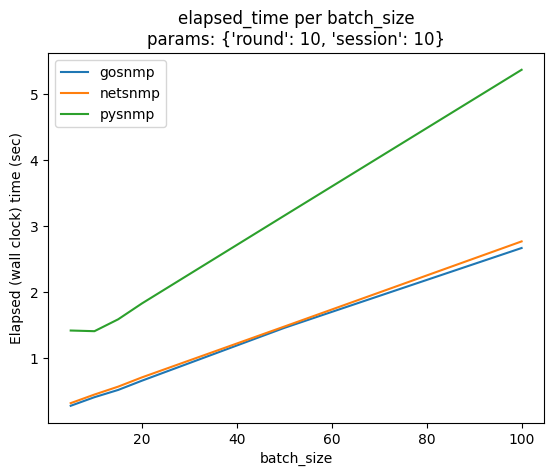 elapsed_time per batch_size
params: {'round': 10, 'session': 10}
gosnmp
netsnmp
pysnmp
Elapsed (wall clock) time (sec)
5
4
3
2
1
20
40
60
80
100
batch_size